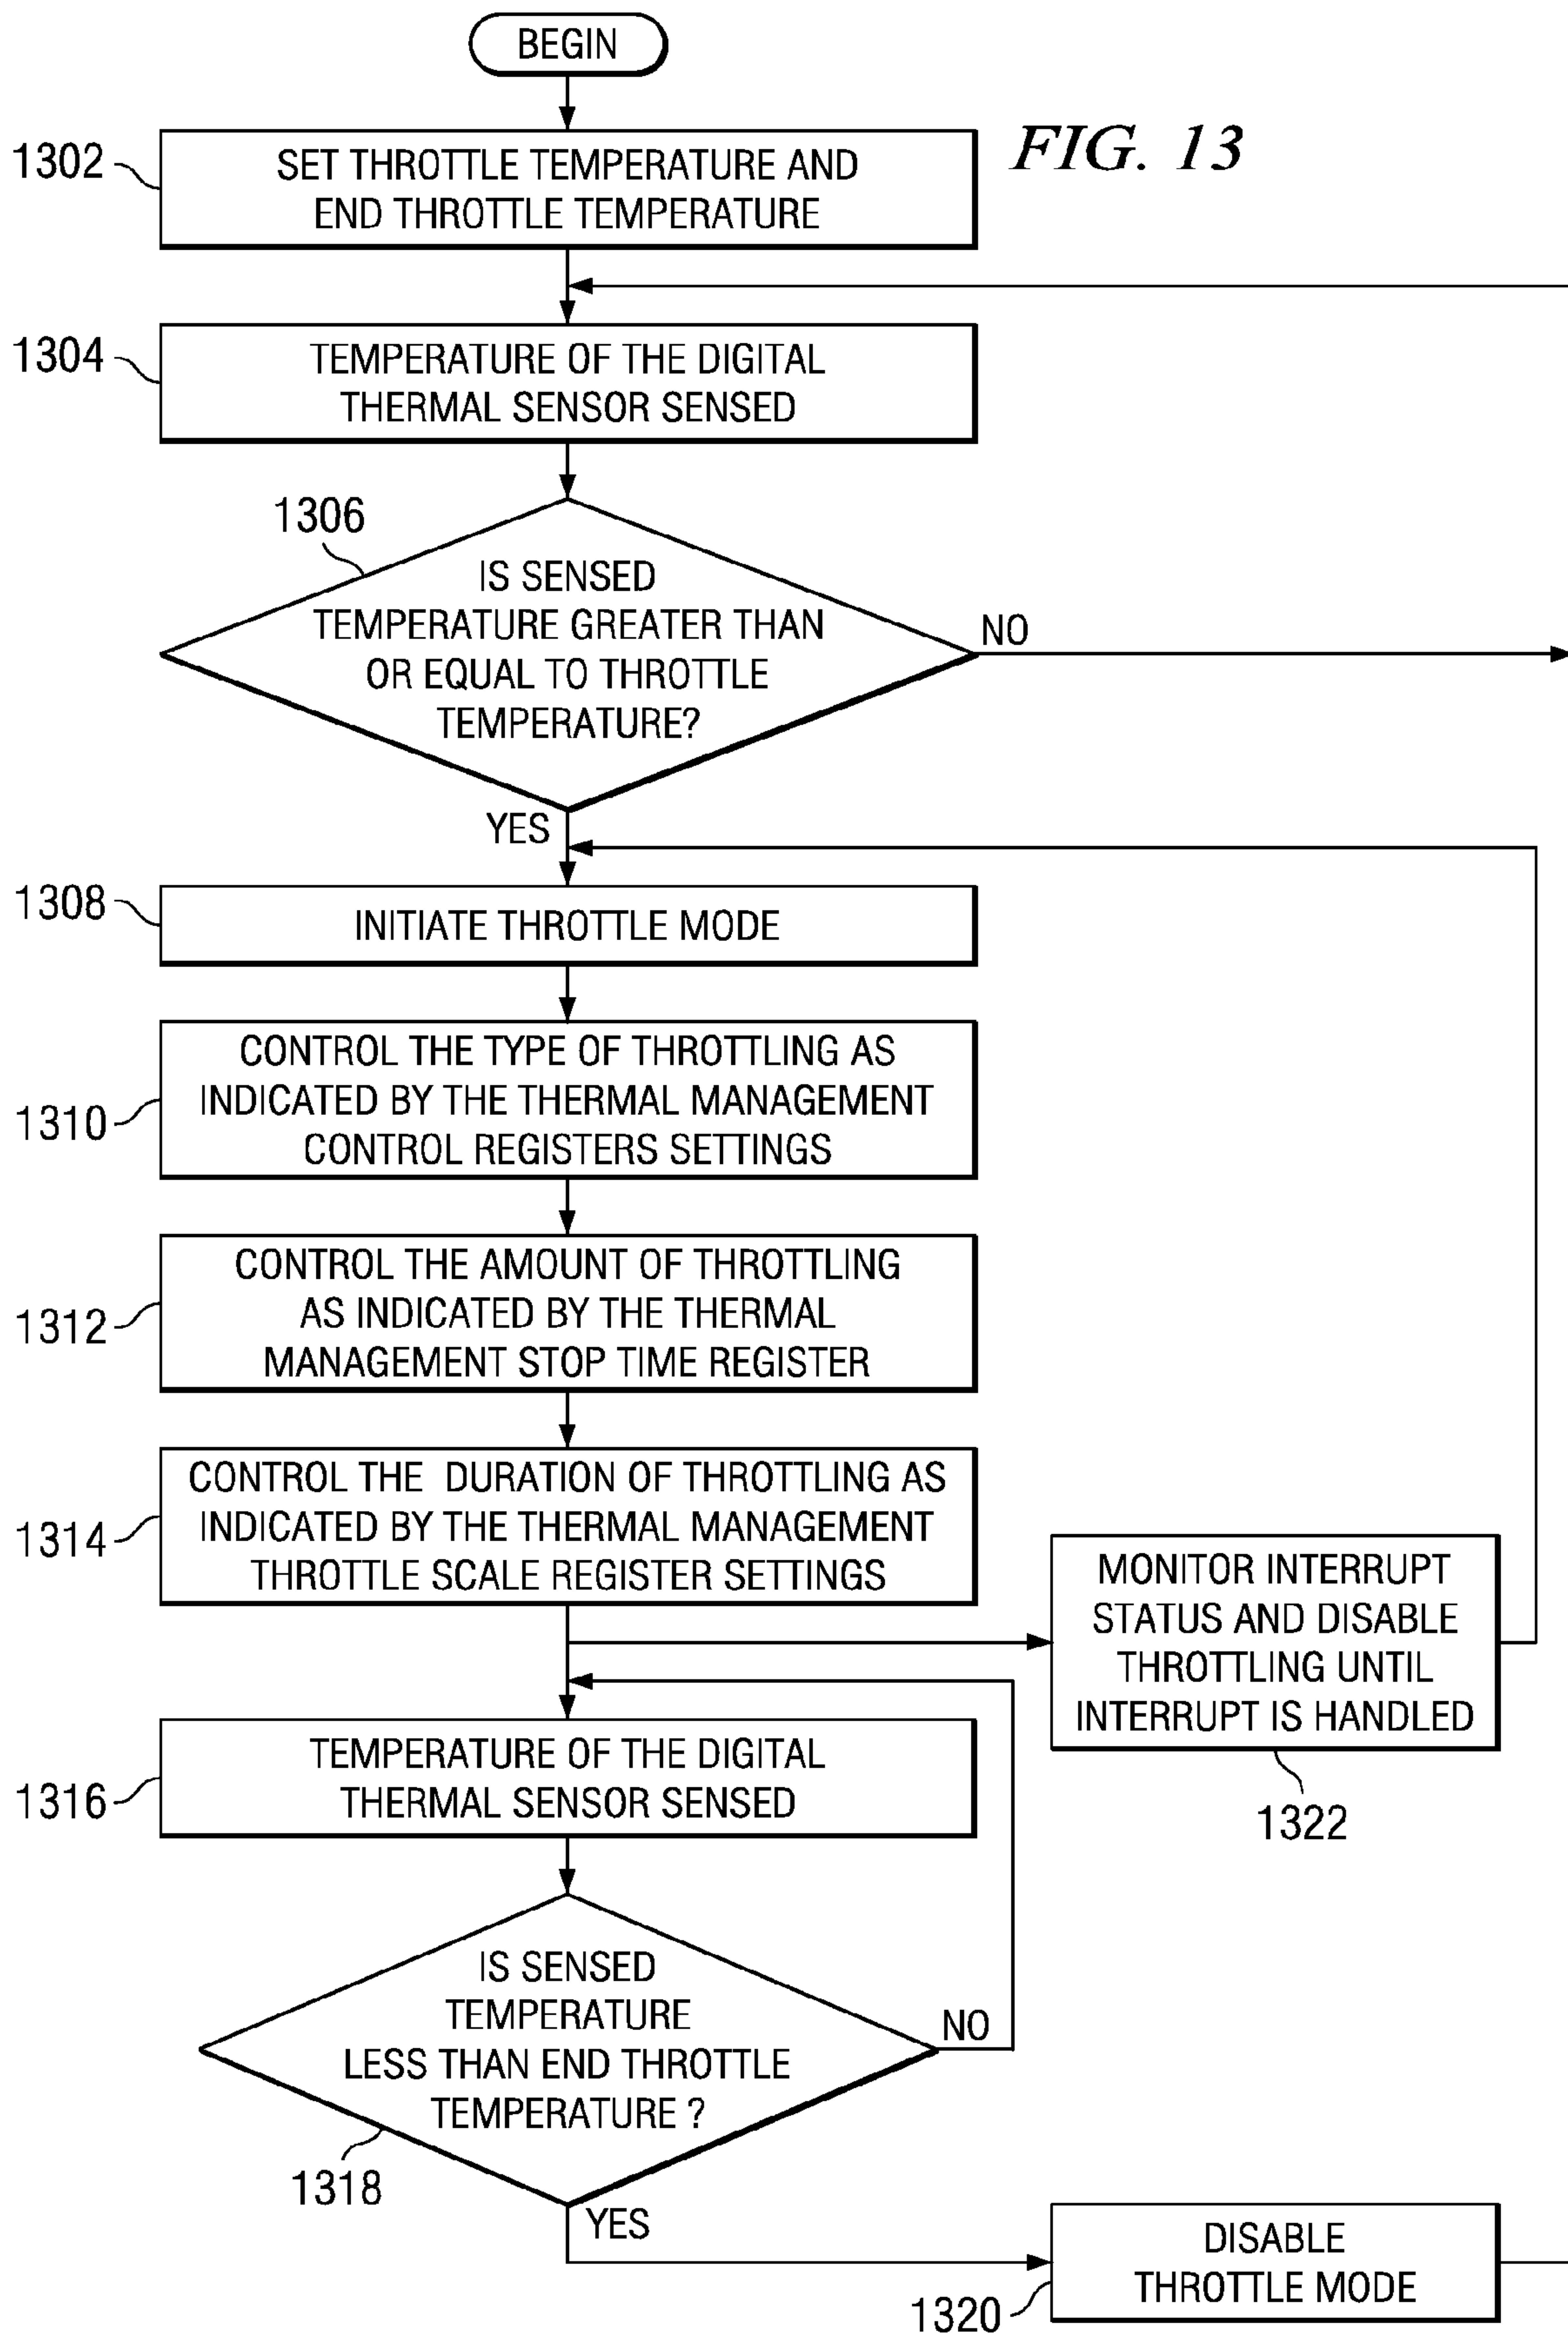 BEGIN
FIG. 13
1302
SET THROTTLE TEMPERATURE AND
END THROTTLE TEMPERATURE
1304
TEMPERATURE OF THE DIGITAL
THERMAL SENSOR SENSED
1306
IS SENSED
TEMPERATURE GREATER THAN
OR EQUAL TO THROTTLE
TEMPERATURE?
NO
YES
1308
INITIATE THROTTLE MODE
1310
CONTROL THE TYPE OF THROTTLING AS
INDICATED BY THE THERMAL MANAGEMENT
CONTROL REGISTERS SETTINGS
1312
CONTROL THE AMOUNT OF THROTTLING
AS INDICATED BY THE THERMAL
MANAGEMENT STOP TIME REGISTER
1314
CONTROL THE DURATION OF THROTTLING AS
INDICATED BY THE THERMAL MANAGEMENT
THROTTLE SCALE REGISTER SETTINGS
MONITOR INTERRUPT
STATUS AND DISABLE
THROTTLING UNTIL
INTERRUPT IS HANDLED
1322
1316
TEMPERATURE OF THE DIGITAL
THERMAL SENSOR SENSED
IS SENSED
TEMPERATURE
LESS THAN END THROTTLE
TEMPERATURE ?
NO
1318
YES
DISABLE
THROTTLE MODE
1320